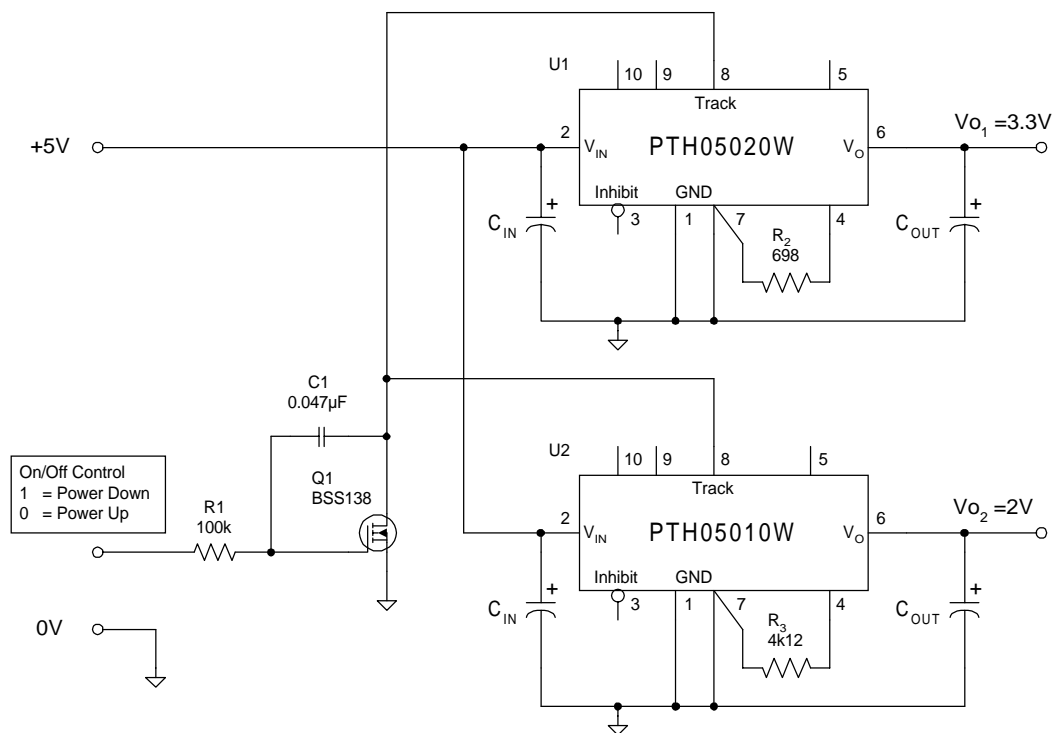 U1
10
9
8
5
Track
+5V
2
V_IN
PTH05020W
V_O
6
Vo_1 =3.3V
Inhibit
GND
3
1
7
4
C_IN
+
R_2
698
+
C_OUT
C1
0.047µF
U2
10
9
8
5
Track
On/Off Control
1 = Power Down
0 = Power Up
Q1
BSS138
R1
100k
2
V_IN
PTH05010W
V_O
6
Vo_2 =2V
Inhibit
GND
3
1
7
4
C_IN
+
R_3
4k12
+
C_OUT
0V